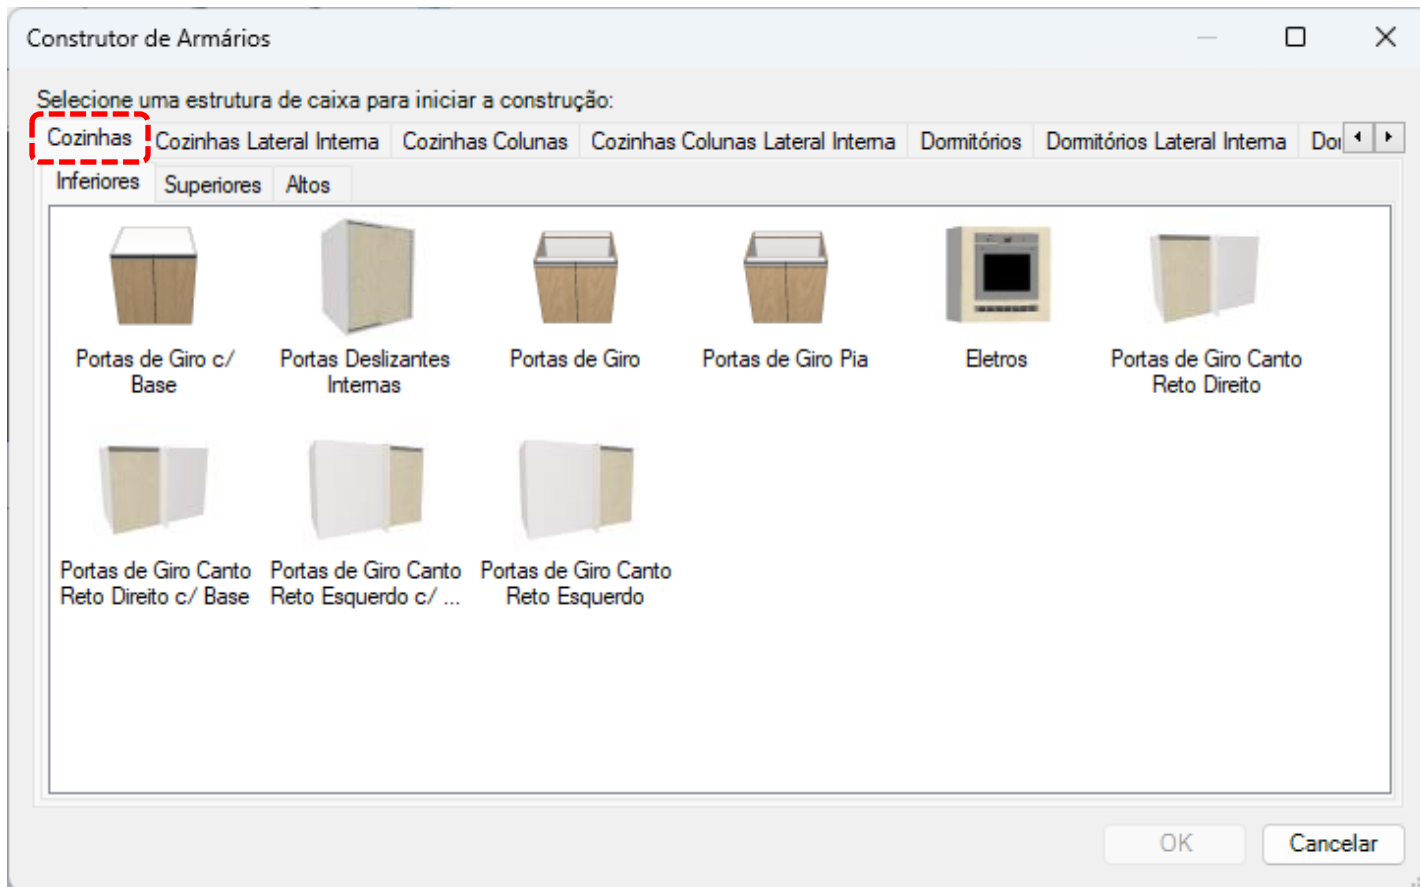 Construtor de Armários
Selecione uma estrutura de caixa para iniciar a construção:
Cozinhas Cozinhas Lateral Interna Cozinhas Colunas Cozinhas Colunas Lateral Interna Dormitórios Dormitórios Lateral Interna Dor
Inferiores Superiores Altos
Portas de Giro c/
Base
Portas Deslizantes
Internas
Portas de Giro
Portas de Giro Pia
Eletros
Portas de Giro Canto
Reto Direito
Portas de Giro Canto
Reto Direito c/ Base
Portas de Giro Canto
Reto Esquerdo c/ ...
Portas de Giro Canto
Reto Esquerdo
OK Cancelar